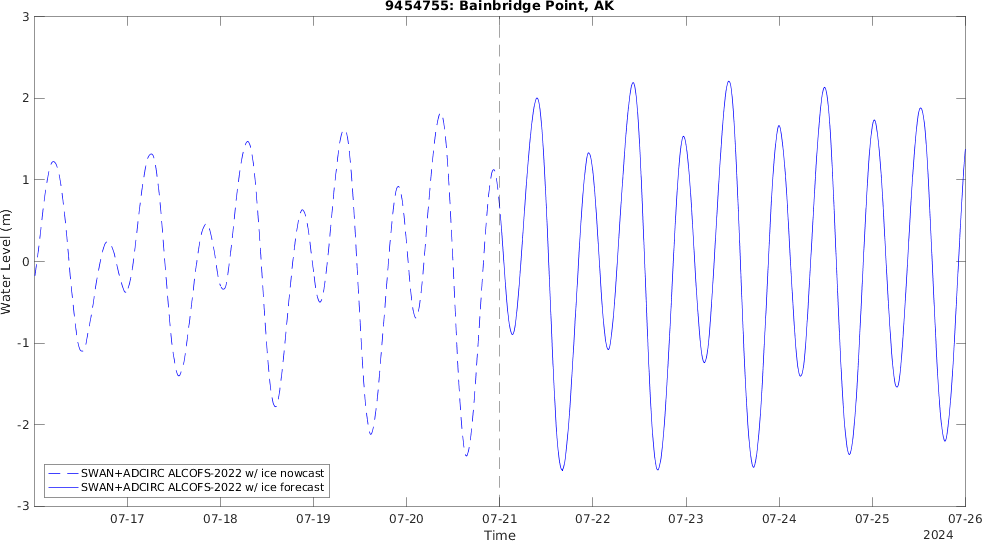 9454755: Bainbridge Point, AK
3
2
1
0
-1
-2
-3
Water Level (m)
SWAN+ADCIRC ALCOFS-2022 w/ ice nowcast
SWAN+ADCIRC ALCOFS-2022 w/ ice forecast
07-17 07-18 07-19 07-20 07-21 07-22 07-23 07-24 07-25 07-26
Time
2024